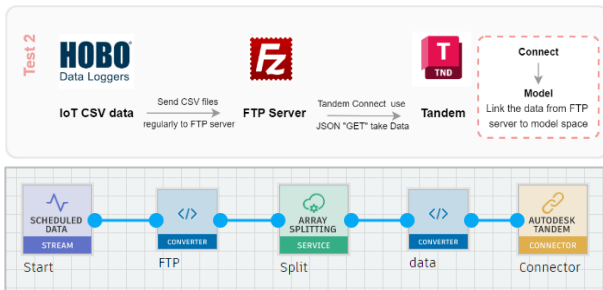 Test 2
HOBO
Data Loggers
IoT CSV data
Send CSV files
regularly to FTP server
Fz
FTP Server
Tandem Connect use
JSON "GET" take Data
T
TND
Tandem
Connect
Model
Link the data from FTP
server to model space
SCHEDULED
DATA
STREAM
Start
</>
CONVERTER
FTP
ARRAY
SPLITTING
SERVICE
Split
</>
CONVERTER
data
AUTODESK
TANDEM
CONNECTOR
Connector